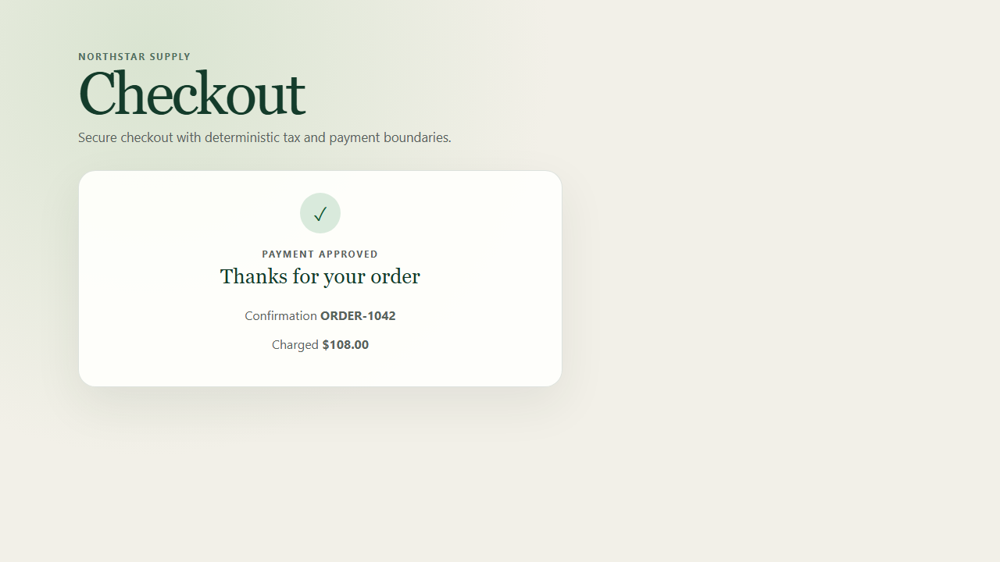 NORTHSTAR SUPPLY
Checkout
Secure checkout with deterministic tax and payment boundaries.
✓
PAYMENT APPROVED
Thanks for your order
Confirmation ORDER-1042
Charged $108.00